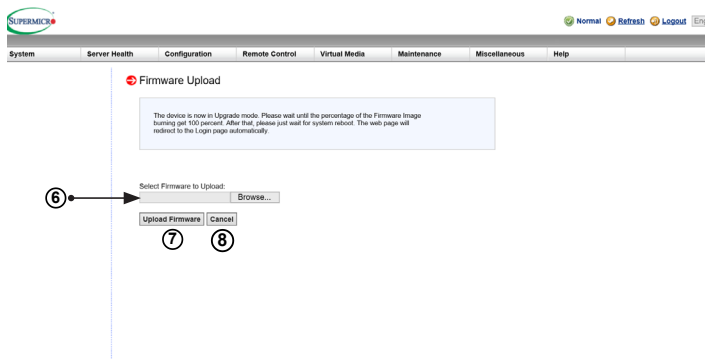 SUPERMICR
Normal Refresh Logout Eng
System Server Health Configuration Remote Control Virtual Media Maintenance Miscellaneous Help
Firmware Upload
The device is now in Upgrade mode. Please wait until the percentage of the Firmware Image
burning get 100 percent. After that, please just wait for system reboot. The web page will
redirect to the Login page automatically.
Select Firmware to Upload:
6 Browse...
Upload Firmware Cancel
7 8